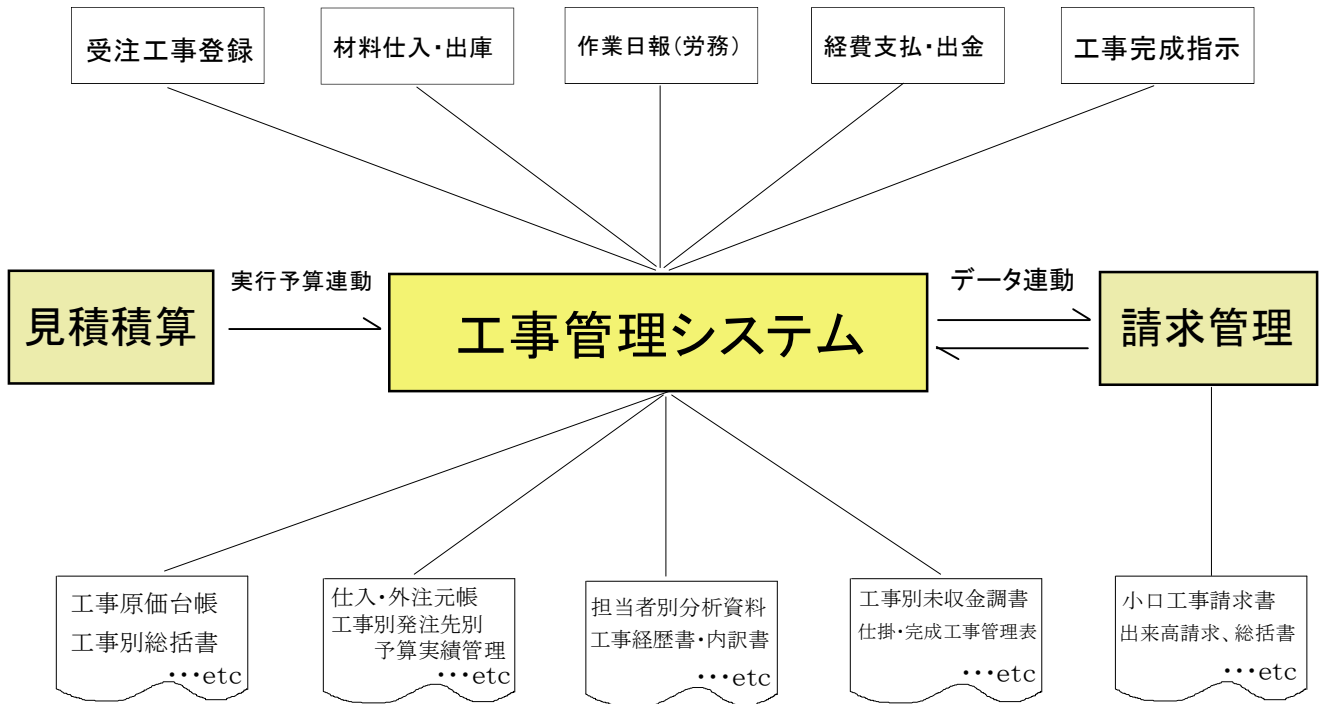 受注工事登録
材料仕入・出庫
作業日報(労務)
経費支払・出金
工事完成指示
見積積算
実行予算連動
工事管理システム
データ連動
請求管理
工事原価台帳
工事別総括書
・・・etc
仕入・外注元帳
工事別発注先別
予算実績管理
・・・etc
担当者別分析資料
工事経歴書・内訳書
・・・etc
工事別未収金調書
仕掛・完成工事管理表
・・・etc
小口工事請求書
出来高請求、総括書
・・・etc